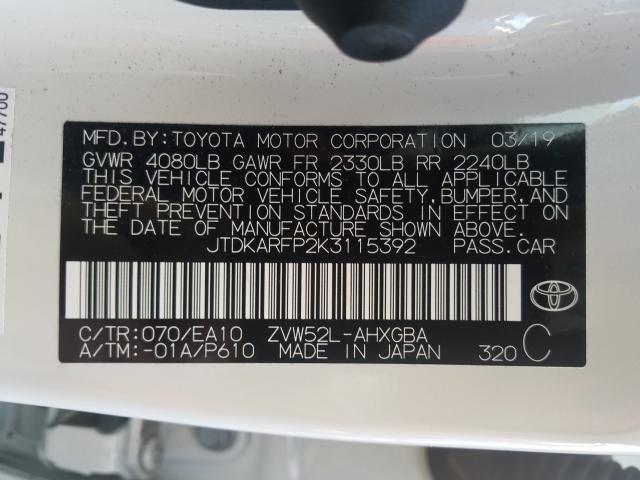 MFD. BY: TOYOTA MOTOR CORPORATION 03/19
GVWR 4080LB GAWR FR 2330LB RR 2240LB
THIS VEHICLE CONFORMS TO ALL APPLICABLE
FEDERAL MOTOR VEHICLE SAFETY, BUMPER, AND
THEFT PREVENTION STANDARDS IN EFFECT ON
THE DATE OF MANUFACTURE SHOWN ABOVE.
JTDKARFP2K3115392 PASS. CAR
C/TR: 070/EA10 ZVW52L-AHXGBA
A/TM: -01A/P610 MADE IN JAPAN 320 C